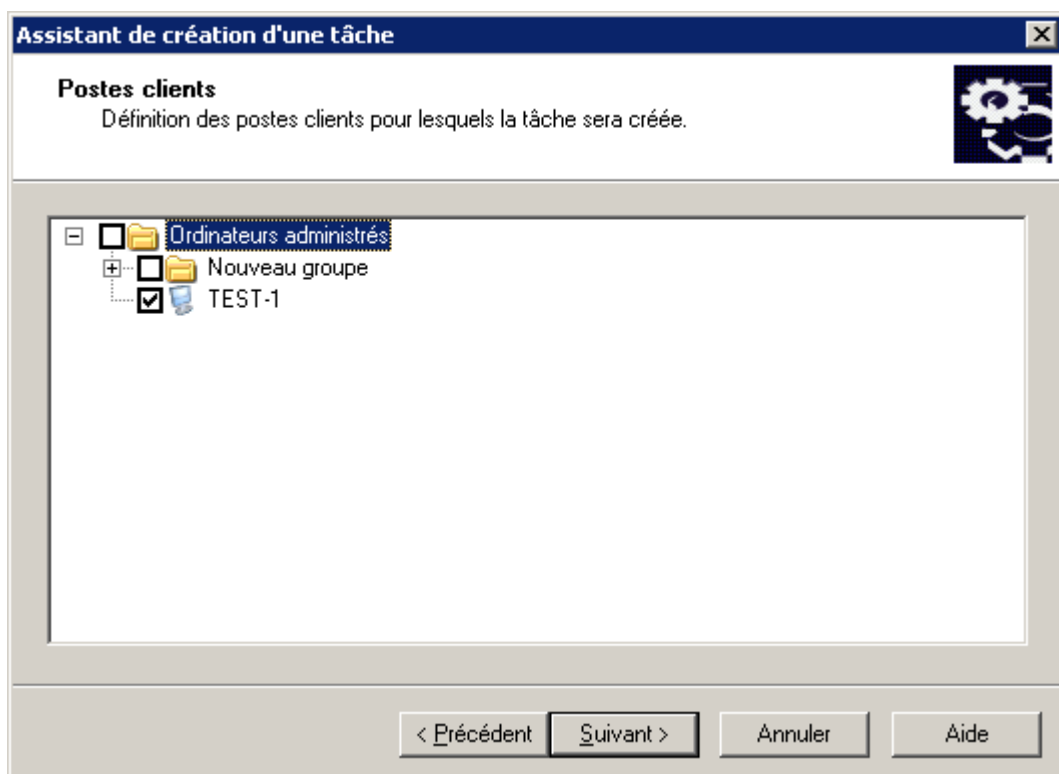 Assistant de création d'une tâche
Postes clients
Définition des postes clients pour lesquels la tâche sera créée.
Ordinateurs administrés
Nouveau groupe
TEST-1
< Précédent Suivant > Annuler Aide